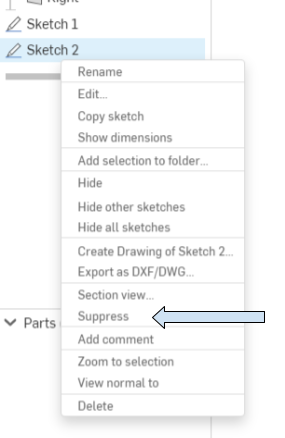 Right
Sketch 1
Sketch 2
Rename
Edit...
Copy sketch
Show dimensions
Add selection to folder...
Hide
Hide other sketches
Hide all sketches
Create Drawing of Sketch 2...
Export as DXF/DWG...
Section view...
Suppress
Parts
Add comment
Zoom to selection
View normal to
Delete